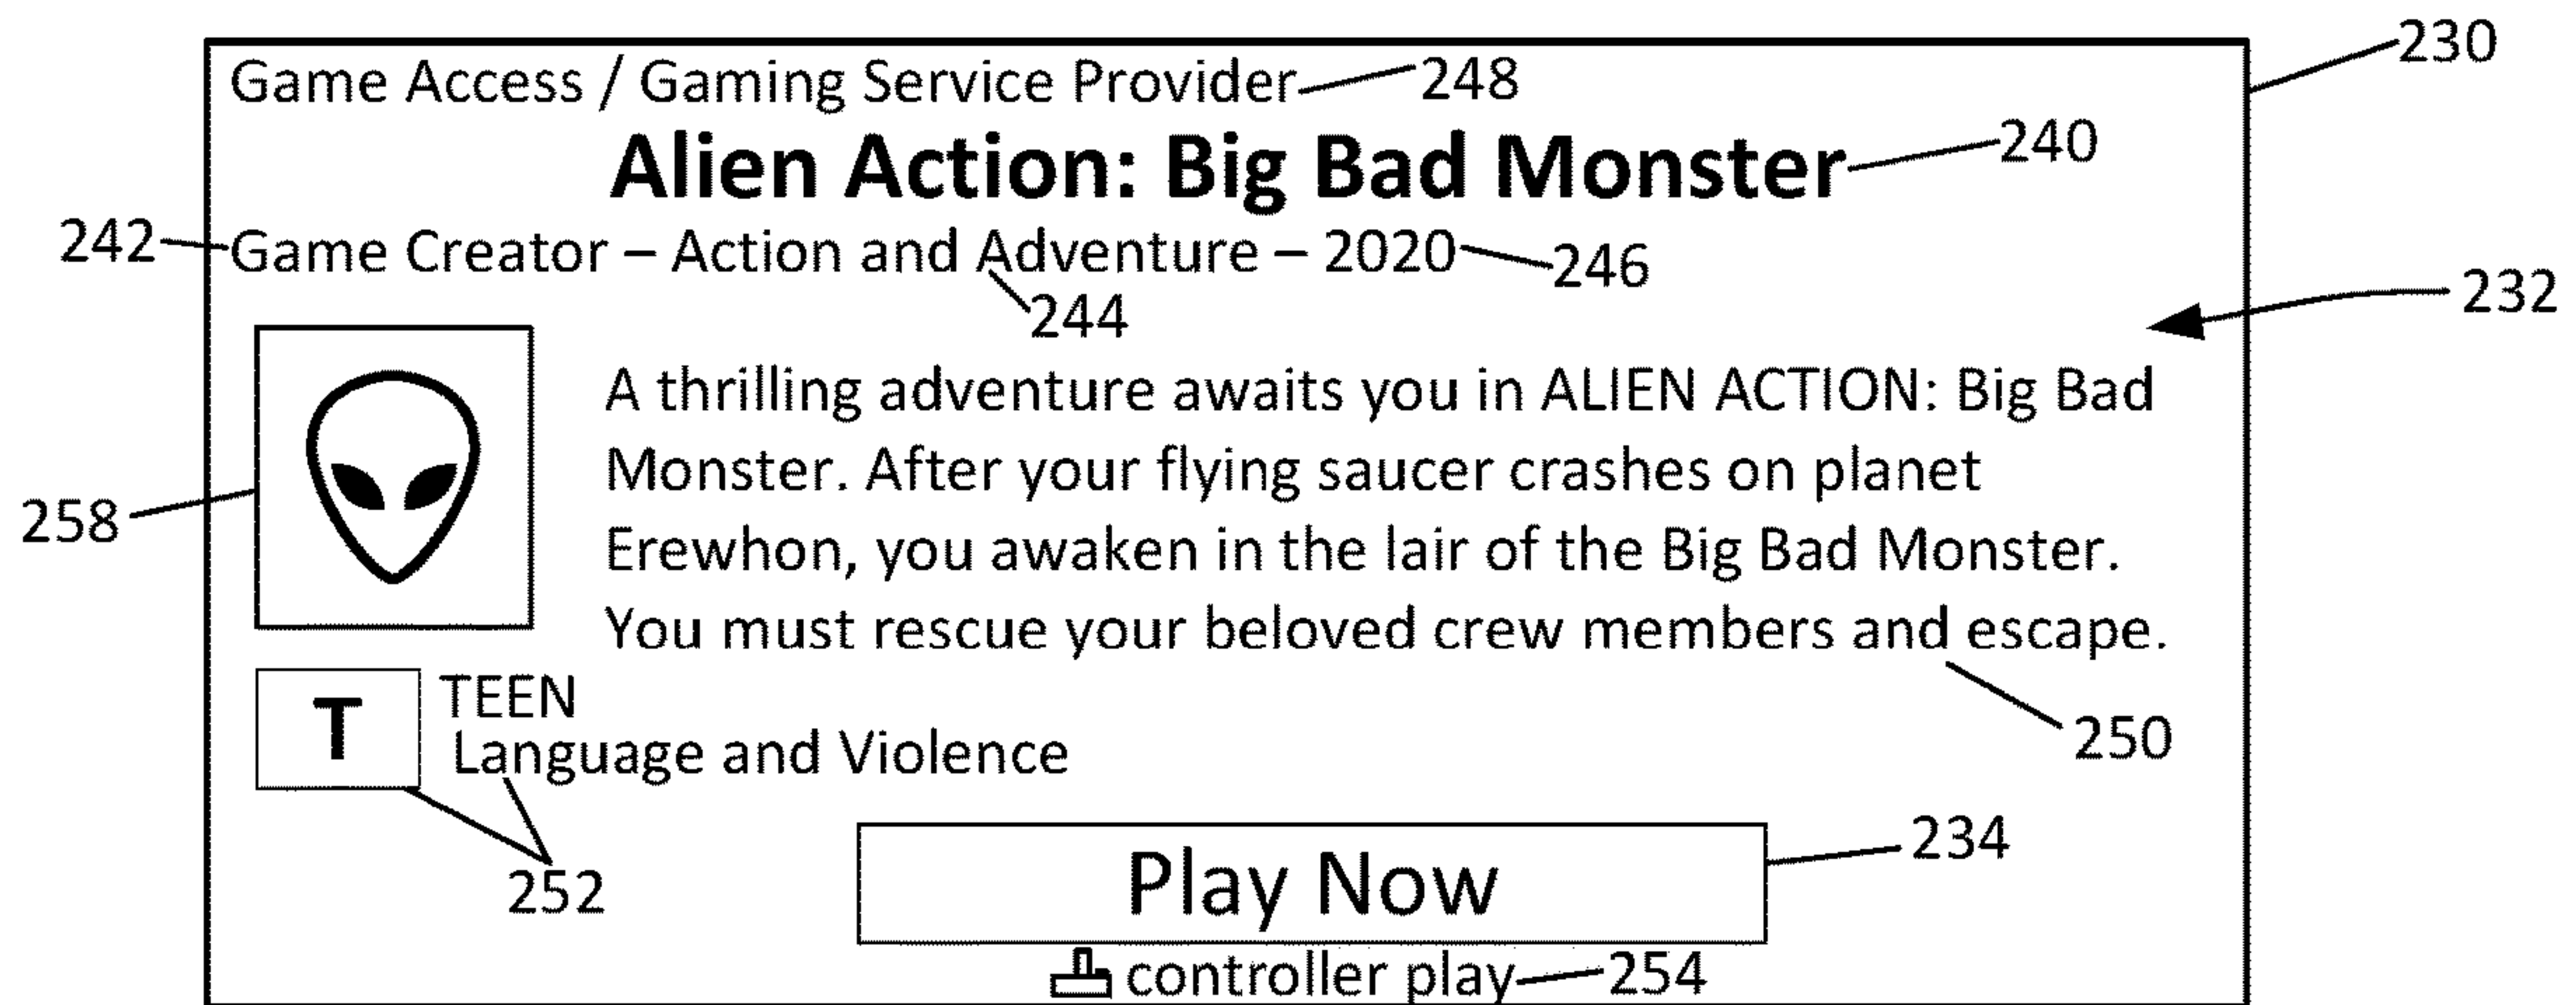 230
Game Access / Gaming Service Provider 248
Alien Action: Big Bad Monster 240
242 Game Creator – Action and Adventure – 2020 246
244
232
A thrilling adventure awaits you in ALIEN ACTION: Big Bad
Monster. After your flying saucer crashes on planet
258
Erewhon, you awaken in the lair of the Big Bad Monster.
You must rescue your beloved crew members and escape.
250
T TEEN
Language and Violence
252
Play Now 234
controller play 254